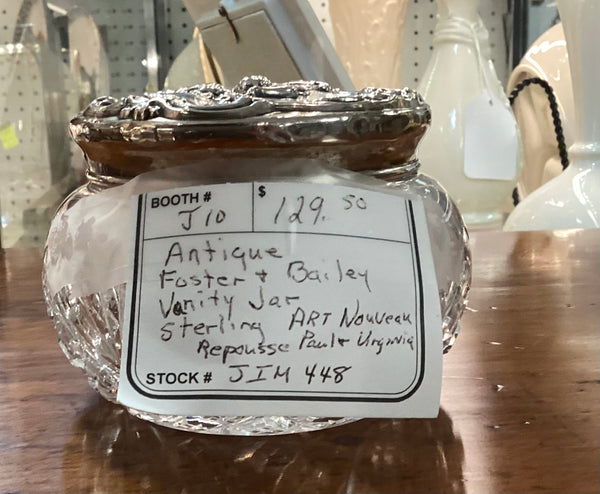 BOOTH # $
J10 129.50
Antique
Foster + Bailey
Vanity Jar
Sterling ART Nouveau
Repousse Paul + Virginia
STOCK # JIM 448